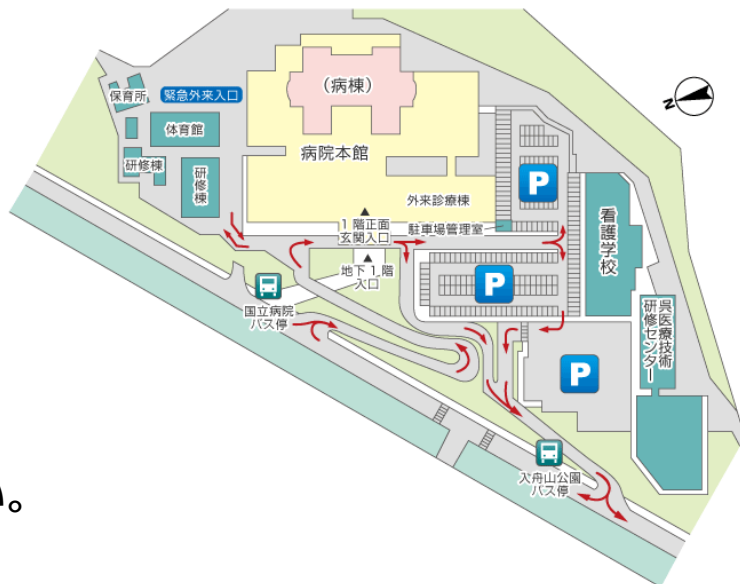 保育所
緊急外来入口
体育館
研修棟
研修棟
(病棟)
病院本館
外来診療棟
▲
1階正面
玄関入口
▲
地下1階
入口
駐車場管理室
P
P
P
看護学校
呉医療技術
研修センター
国立病院
バス停
入舟山公園
バス停
N
い。